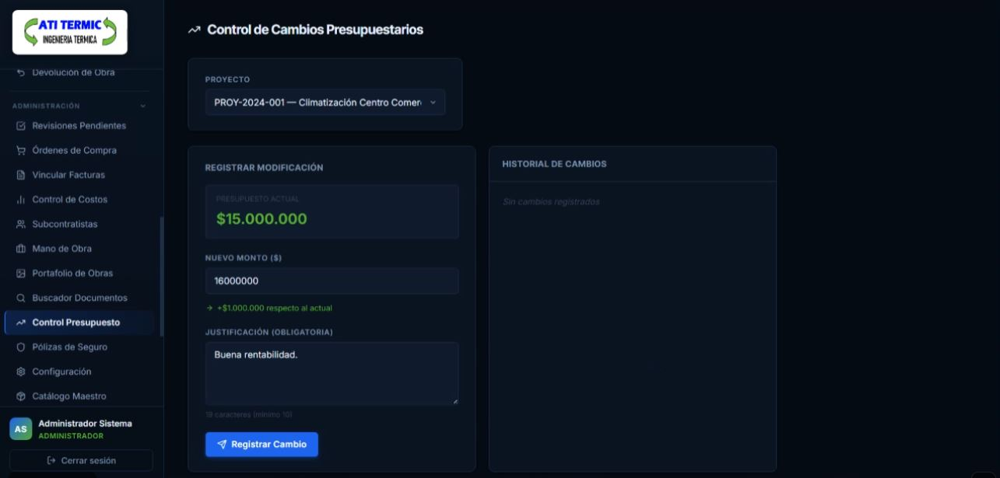 ATI TERMIC
INGENIERIA TERMICA
Devolución de Obra
ADMINISTRACIÓN
Revisiones Pendientes
Órdenes de Compra
Vincular Facturas
Control de Costos
Subcontratistas
Mano de Obra
Portafolio de Obras
Buscador Documentos
Control Presupuesto
Pólizas de Seguro
Configuración
Catálogo Maestro
AS
Administrador Sistema
ADMINISTRADOR
Cerrar sesión
Control de Cambios Presupuestarios
PROYECTO
PROY-2024-001 — Climatización Centro Comer
REGISTRAR MODIFICACIÓN
PRESUPUESTO ACTUAL
$15.000.000
NUEVO MONTO ($)
16000000
→ +$1.000.000 respecto al actual
JUSTIFICACIÓN (OBLIGATORIA)
Buena rentabilidad.
19 caracteres (mínimo 10)
Registrar Cambio
HISTORIAL DE CAMBIOS
Sin cambios registrados